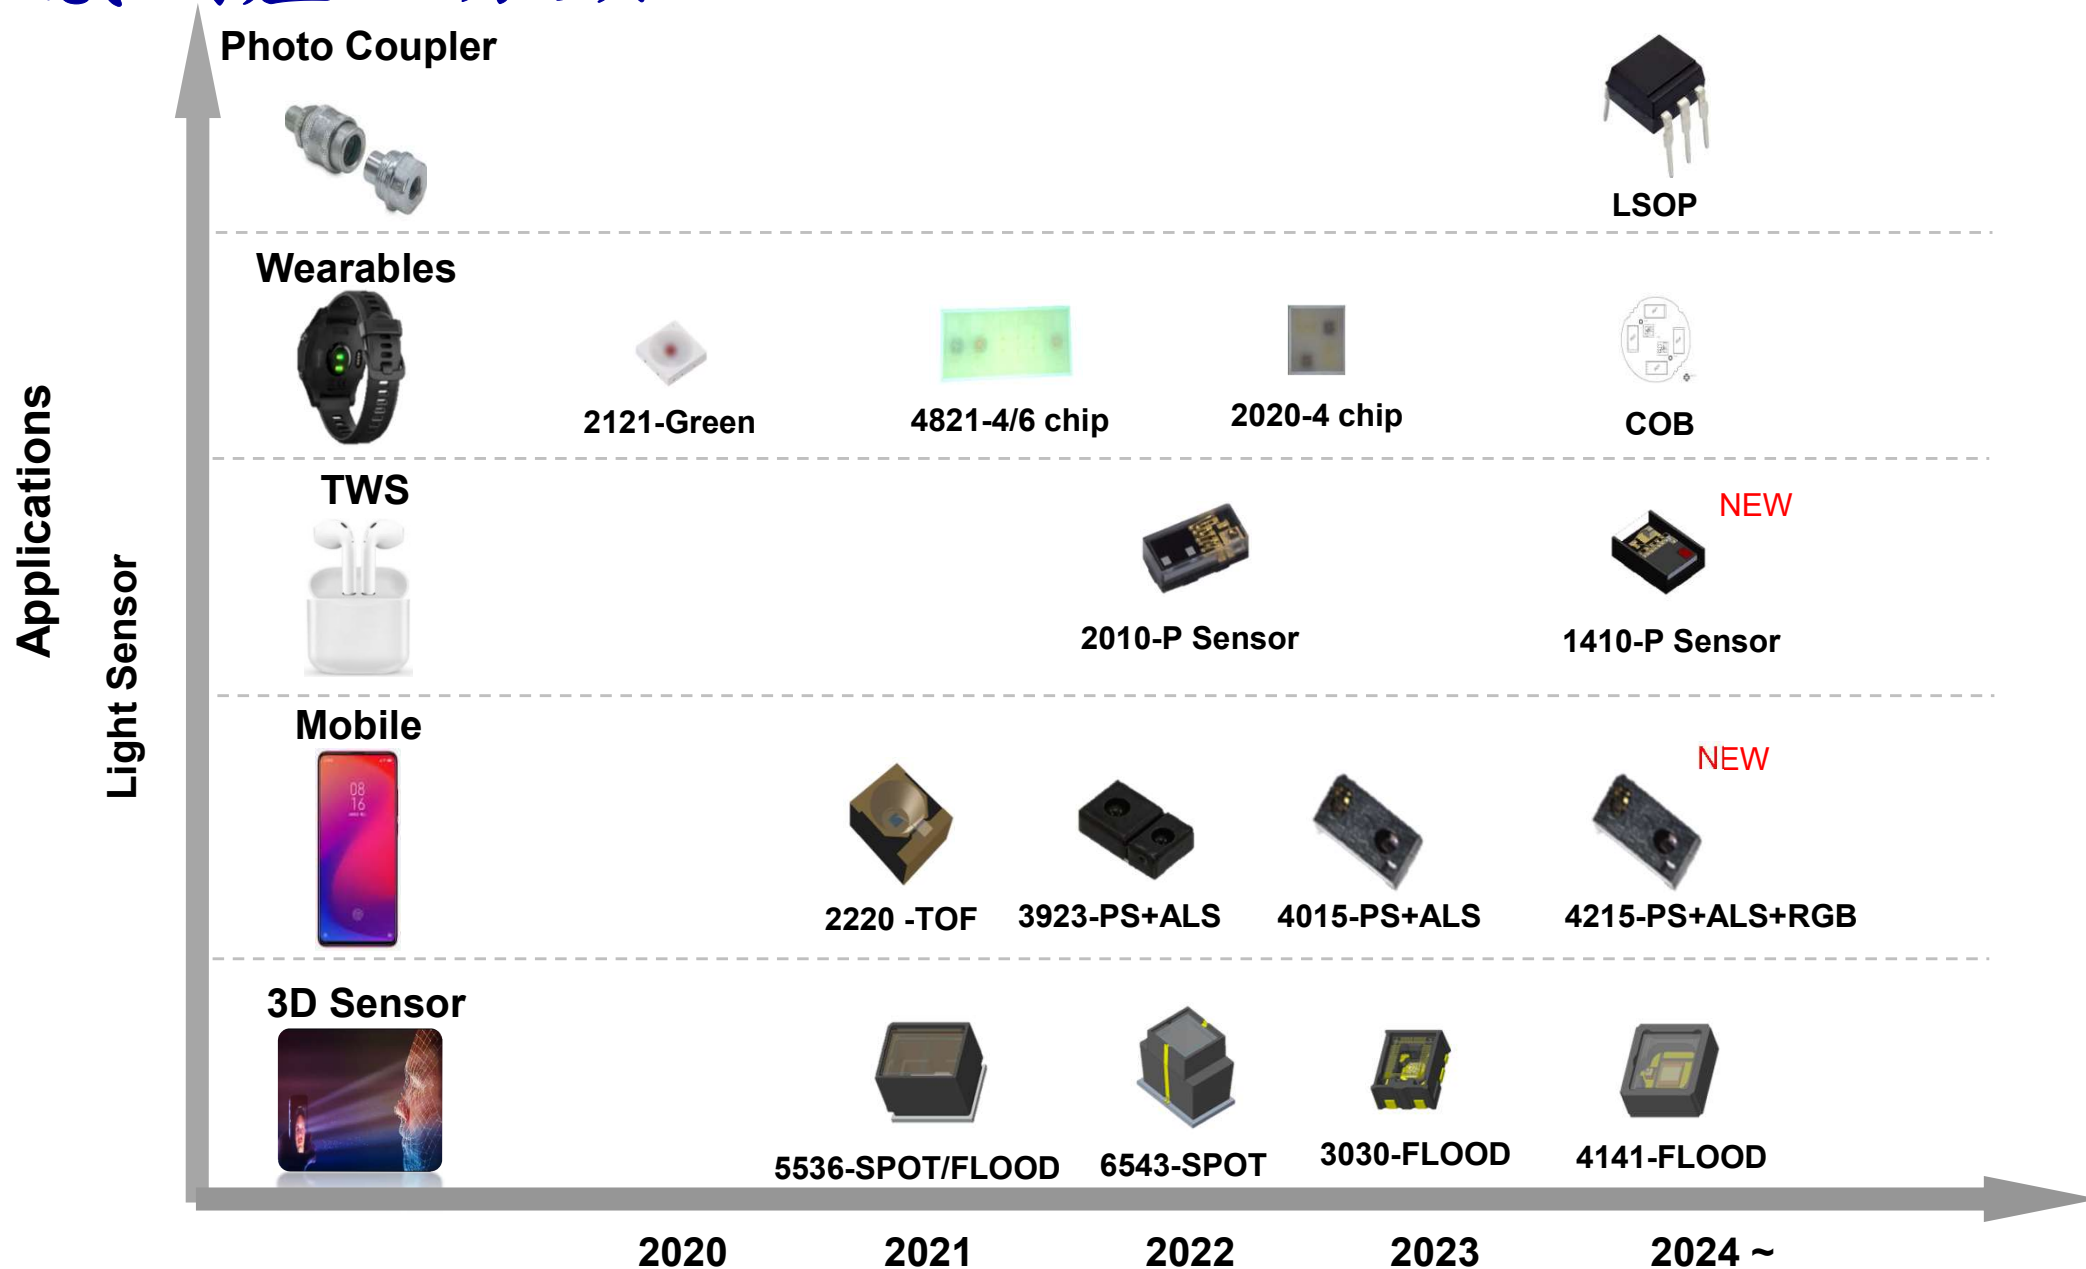 Photo Coupler
LSOP
Wearables
2121-Green
4821-4/6 chip
2020-4 chip
COB
TWS
NEW
2010-P Sensor
1410-P Sensor
Mobile
NEW
08
16
2220 -TOF
3923-PS+ALS
4015-PS+ALS
4215-PS+ALS+RGB
3D Sensor
5536-SPOT/FLOOD
6543-SPOT
3030-FLOOD
4141-FLOOD
Applications
Light Sensor
2020
2021
2022
2023
2024 ~